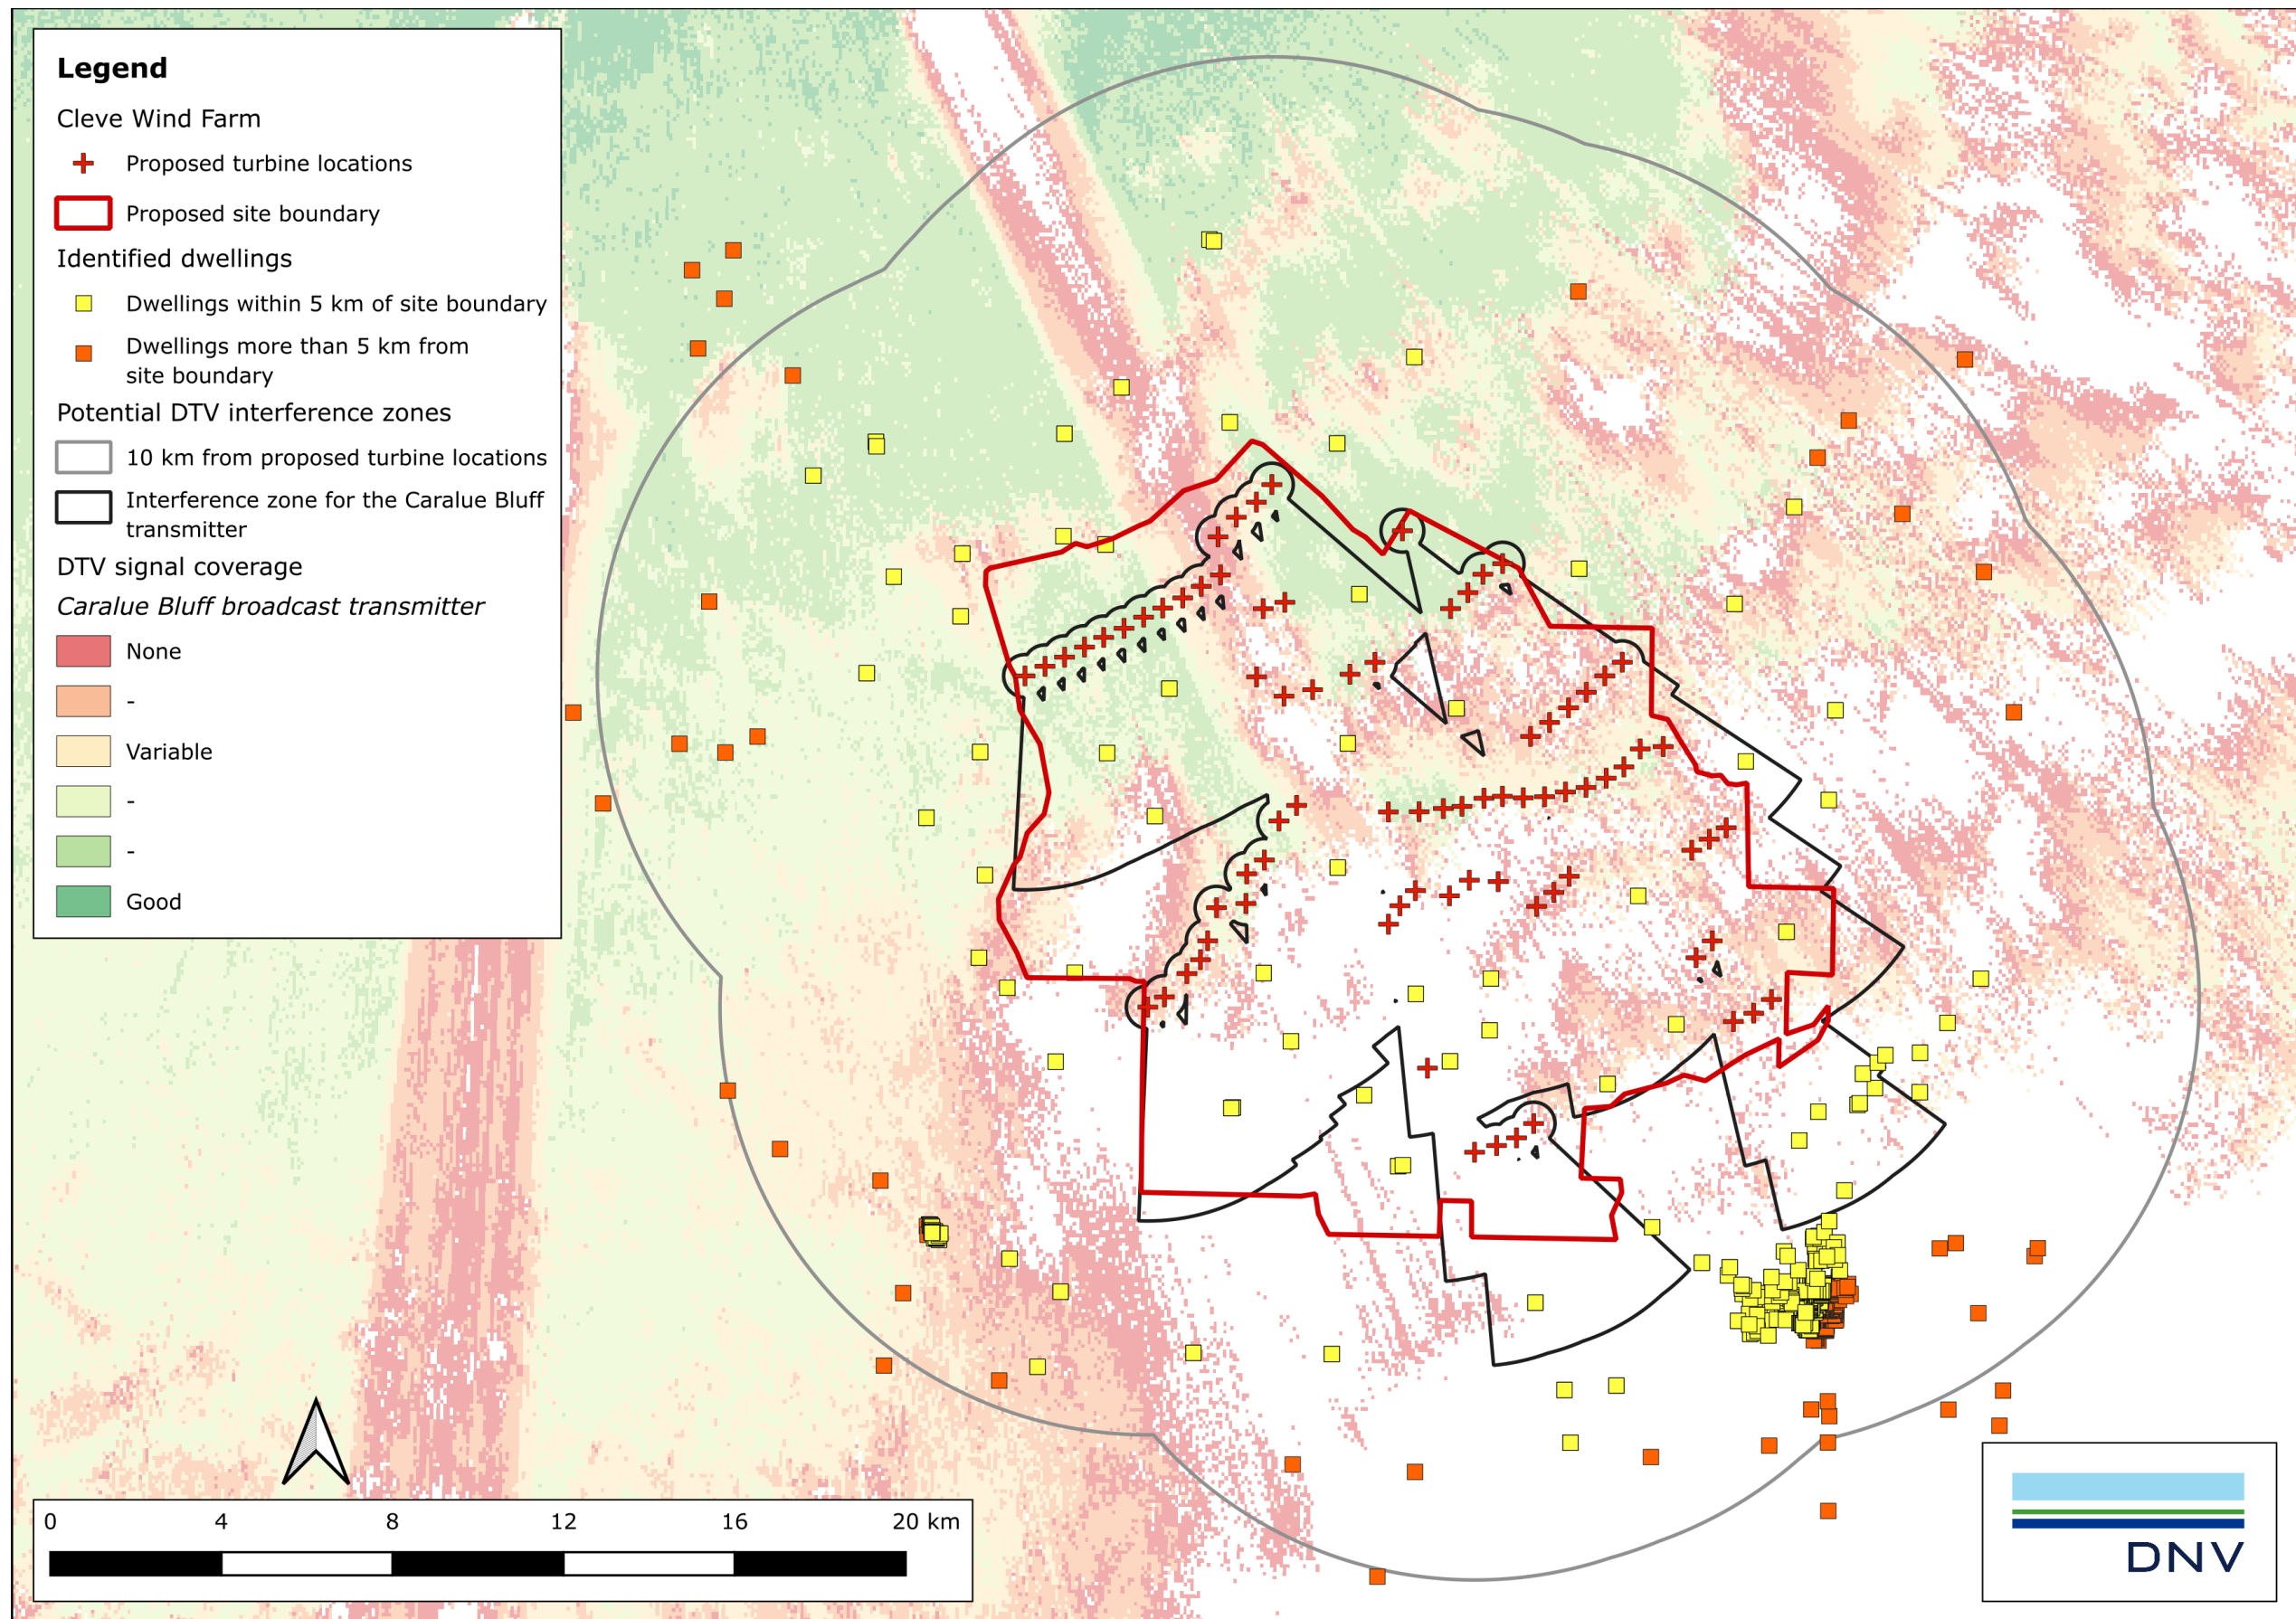 Legend
Cleve Wind Farm
Proposed turbine locations
Proposed site boundary
Identified dwellings
Dwellings within 5 km of site boundary
Dwellings more than 5 km from
site boundary
Potential DTV interference zones
10 km from proposed turbine locations
Interference zone for the Caralue Bluff
transmitter
DTV signal coverage
Caralue Bluff broadcast transmitter
None
-
Variable
-
-
Good
0 4 8 12 16 20 km
DNV